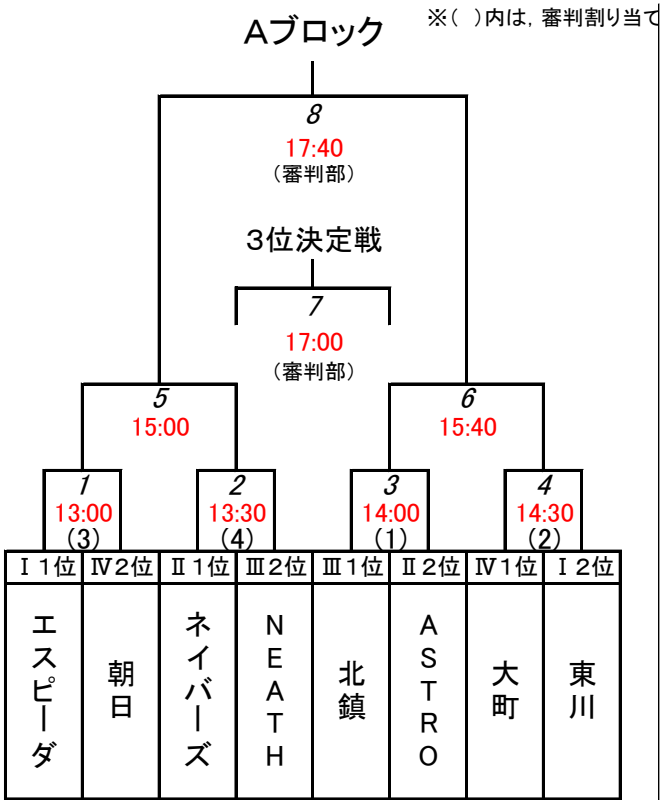 Aブロック
※( )内は, 審判割り当て
8
17:40
(審判部)
3位決定戦
7
17:00
(審判部)
5
15:00
6
15:40
1
13:00
(3)
2
13:30
(4)
3
14:00
(1)
4
14:30
(2)
Ⅰ1位 Ⅳ2位 Ⅱ1位 Ⅲ2位 Ⅲ1位 Ⅱ2位 Ⅳ1位 Ⅰ2位
エスピーダ
朝日
ネイバーズ
NEATH
北鎮
ASTRO
大町
東川